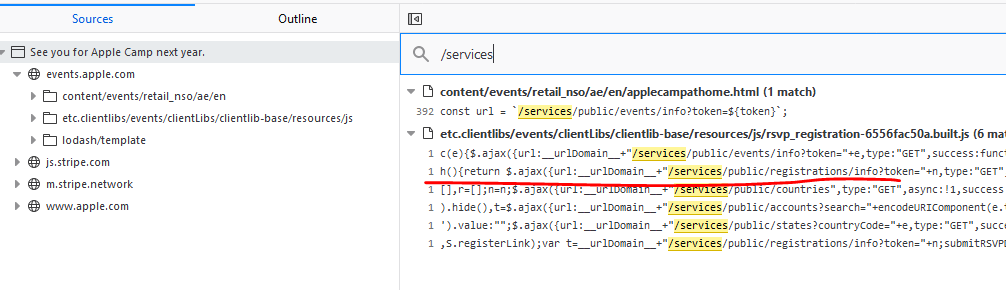 Sources
Outline
See you for Apple Camp next year.
events.apple.com
content/events/retail_nso/ae/en
etc.clientlibs/events/clientLibs/clientlib-base/resources/js
lodash/template
js.stripe.com
m.stripe.network
www.apple.com
/services
content/events/retail_nso/ae/en/applecampathome.html (1 match)
392 const url = `/services/public/events/info?token=${token}`;
etc.clientlibs/events/clientLibs/clientlib-base/resources/js/rsvp_registration-6556fac50a.built.js (6 mat
1 c(e){$.ajax({url:__urlDomain__+"/services/public/events/info?token="+e,type:"GET",success:funct
1 h(){return $.ajax({url:__urlDomain__+"/services/public/registrations/info?token="+n,type:"GET",
1 [],r=[];n=n;$.ajax({url:__urlDomain__+"/services/public/countries",type:"GET",async:!1,success
1 ).hide(),t=$.ajax({url:__urlDomain__+"/services/public/accounts?search="+encodeURIComponent(e.t
1 ').value:"";$.ajax({url:__urlDomain__+"/services/public/states?countryCode="+e,type:"GET",succe
1 ,S.registerLink);var t=__urlDomain__+"/services/public/registrations/info?token="+n;submitRSVPD